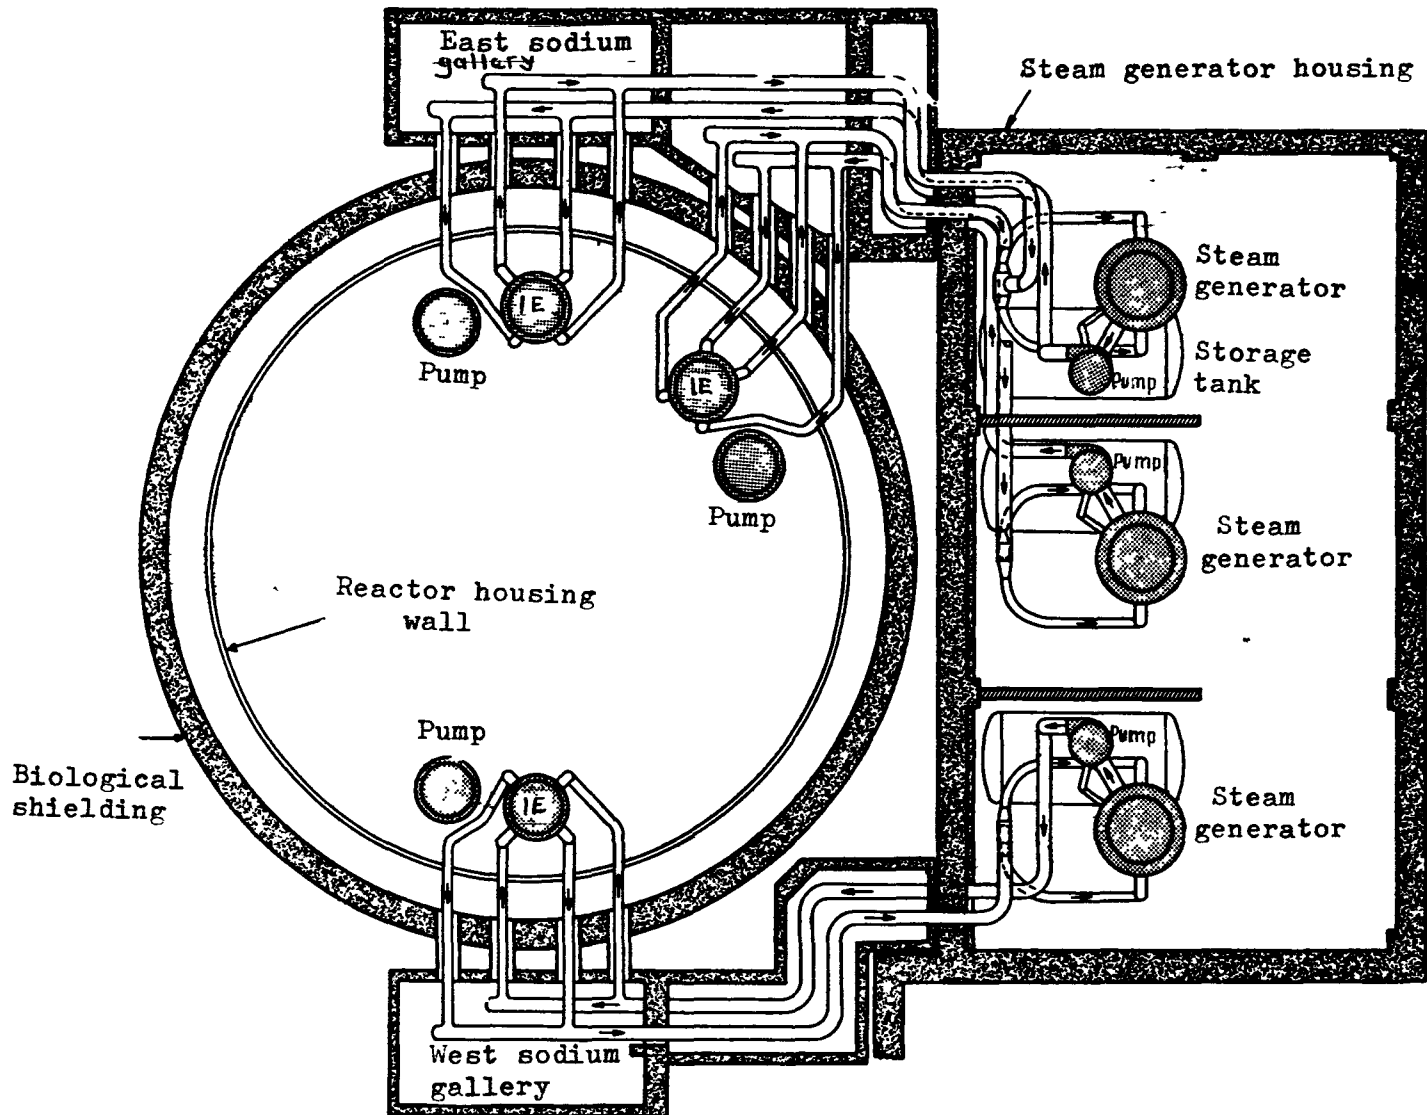 East sodium
gallery
Steam generator housing
IE
Pump
Steam
generator
Storage
tank
Pump
IE
Pump
Pump
Steam
generator
Reactor housing
wall
Pump
IE
Pump
Steam
generator
Biological
shielding
West sodium
gallery